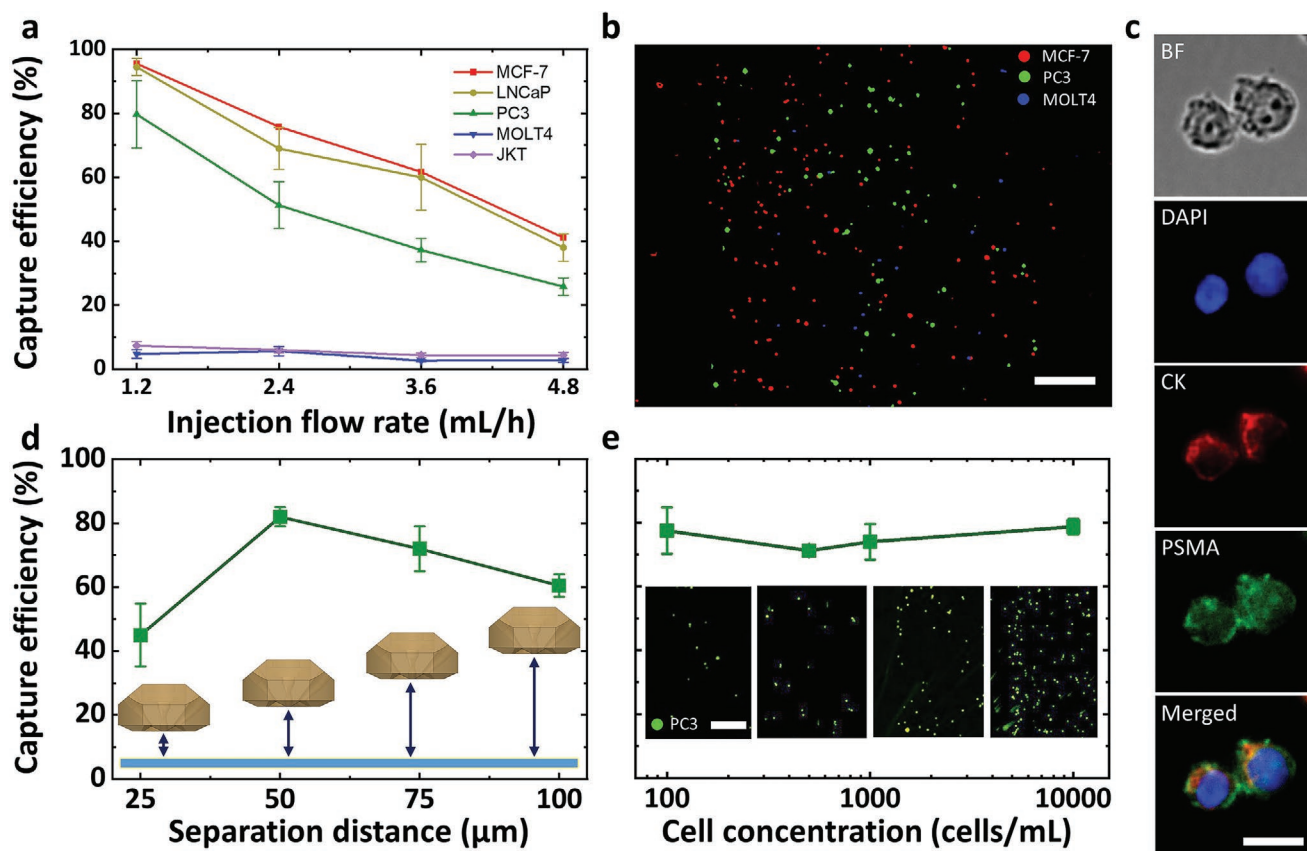 a
Capture efficiency (%)
100
80
60
40
20
0
MCF-7
LNCaP
PC3
MOLT4
JKT
1.2
2.4
3.6
4.8
Injection flow rate (mL/h)
b
MCF-7
PC3
MOLT4
c
BF
DAPI
CK
PSMA
Merged
d
Capture efficiency (%)
100
80
60
40
20
0
25
50
75
100
Separation distance (µm)
e
PC3
100
1000
10000
Cell concentration (cells/mL)